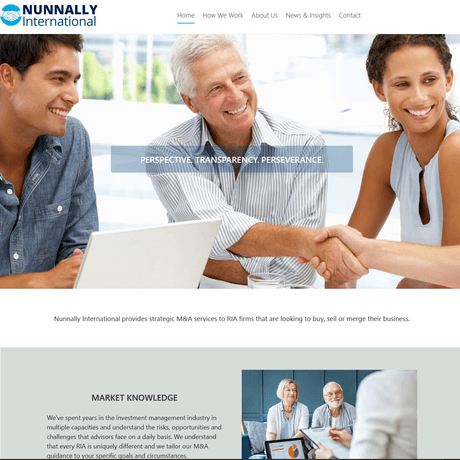 NUNNALLY
International
Home How We Work About Us News & Insights Contact
PERSPECTIVE. TRANSPARENCY. PERSEVERANCE.
Nunnally International provides strategic M&A services to RIA firms that are looking to buy, sell or merge their business.
MARKET KNOWLEDGE
We've spent years in the investment management industry in
multiple capacities and understand the risks, opportunities and
challenges that advisors face on a daily basis. We understand
that every RIA is uniquely different and we tailor our M&A
guidance to your specific goals and circumstances.